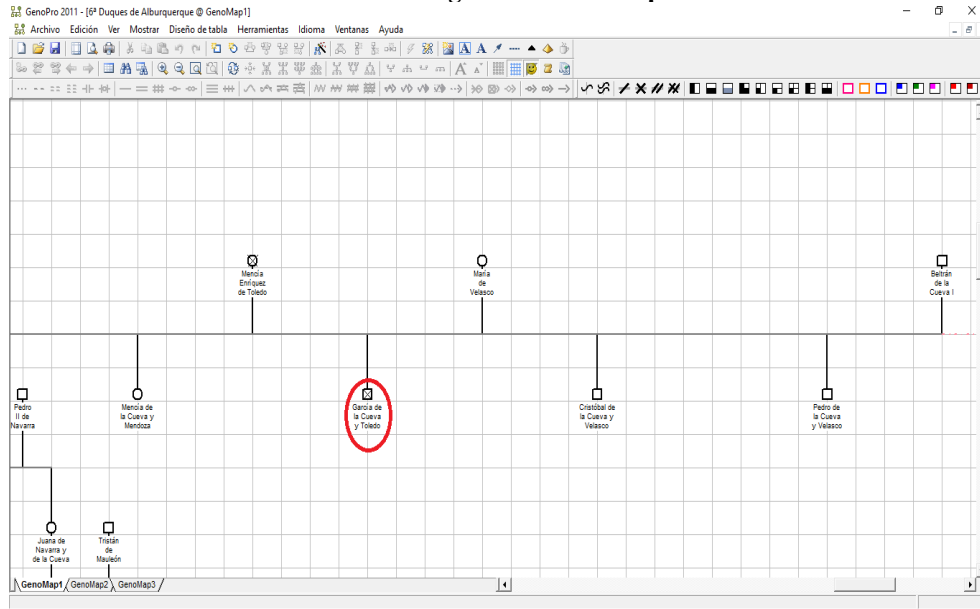 GenoPro 2011 - [6ª Duques de Alburquerque @ GenoMap1]
Archivo Edición Ver Mostrar Diseño de tabla Herramientas Idioma Ventanas Ayuda
Mencía
Enríquez
de Toledo
María
de
Velasco
Beltrán
de la
Cueva I
Pedro
II de
Navarra
Mencía de
la Cueva y
Mendoza
García de
la Cueva
y Toledo
Cristóbal de
la Cueva y
Velasco
Pedro de
la Cueva
y Velasco
Juana de
Navarra y
de la Cueva
Tristán
de
Mauleón
GenoMap1 GenoMap2 GenoMap3